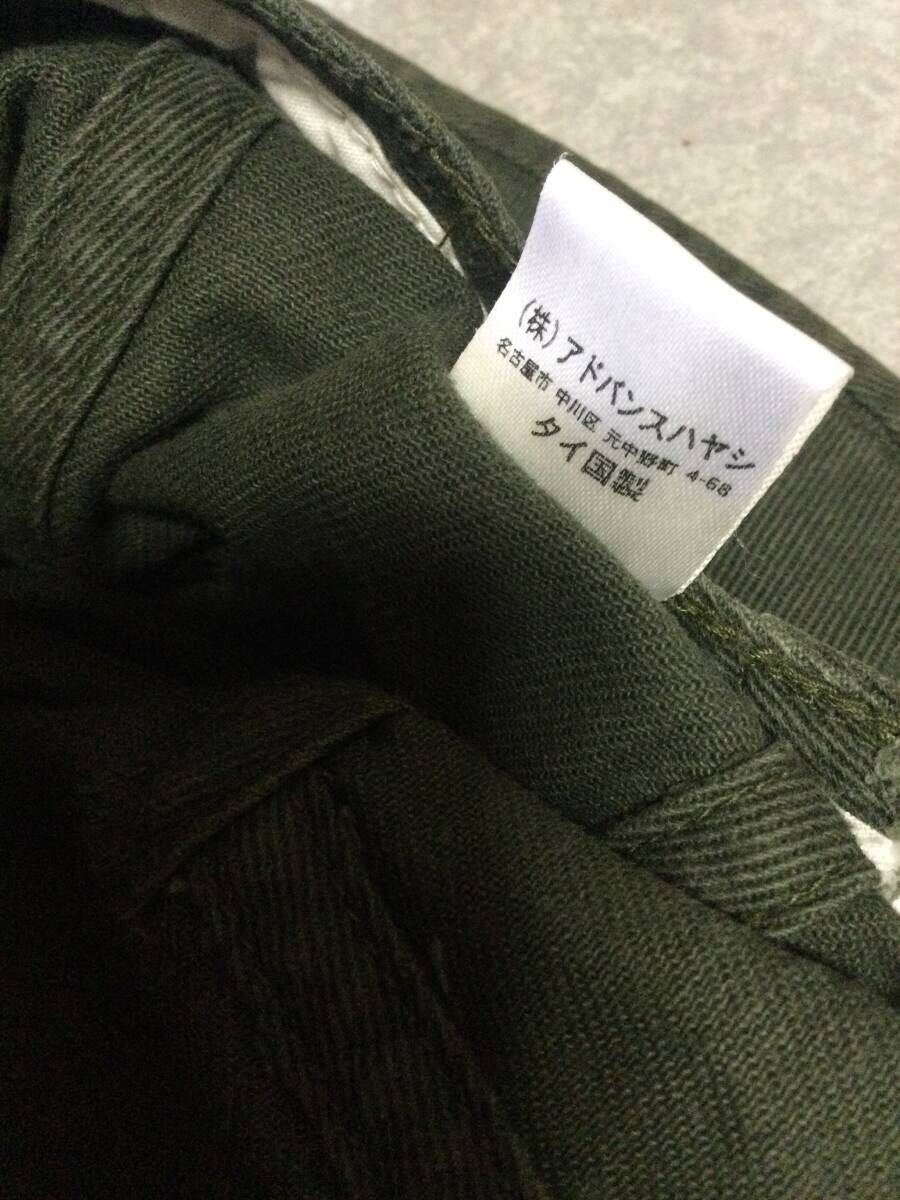 (株)アドバンスハヤシ
名古屋市 中川区 元中野町 4-68
タイ国製